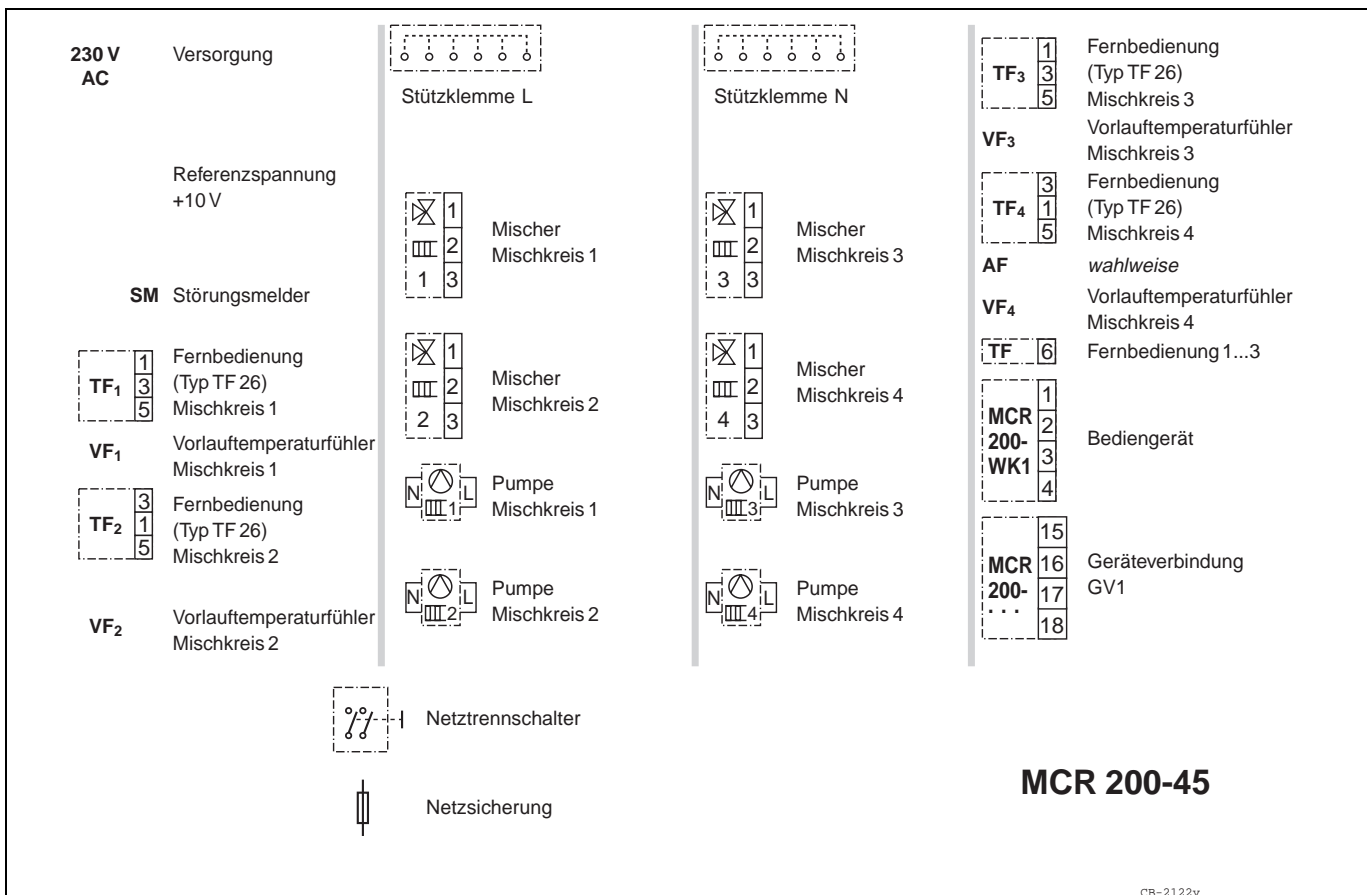 230 V
AC
Versorgung
Referenzspannung
+10 V
SM Störungsmelder
TF1
1
3
5
Fernbedienung
(Typ TF 26)
Mischkreis 1
VF1
Vorlauftemperaturfühler
Mischkreis 1
TF2
3
1
5
Fernbedienung
(Typ TF 26)
Mischkreis 2
VF2
Vorlauftemperaturfühler
Mischkreis 2
Stützklemme L
1
2
1 3
Mischer
Mischkreis 1
1
2
2 3
Mischer
Mischkreis 2
N L
1
Pumpe
Mischkreis 1
N L
2
Pumpe
Mischkreis 2
Stützklemme N
1
2
3 3
Mischer
Mischkreis 3
1
2
4 3
Mischer
Mischkreis 4
N L
3
Pumpe
Mischkreis 3
N L
4
Pumpe
Mischkreis 4
TF3
1
3
5
Fernbedienung
(Typ TF 26)
Mischkreis 3
VF3
Vorlauftemperaturfühler
Mischkreis 3
TF4
3
1
5
Fernbedienung
(Typ TF 26)
Mischkreis 4
AF wahlweise
VF4
Vorlauftemperaturfühler
Mischkreis 4
TF 6 Fernbedienung 1...3
MCR
200-
WK1
1
2
3
4
Bediengerät
MCR
200-
. . .
15
16
17
18
Geräteverbindung
GV1
Netztrennschalter
Netzsicherung
MCR 200-45
CB-2122v